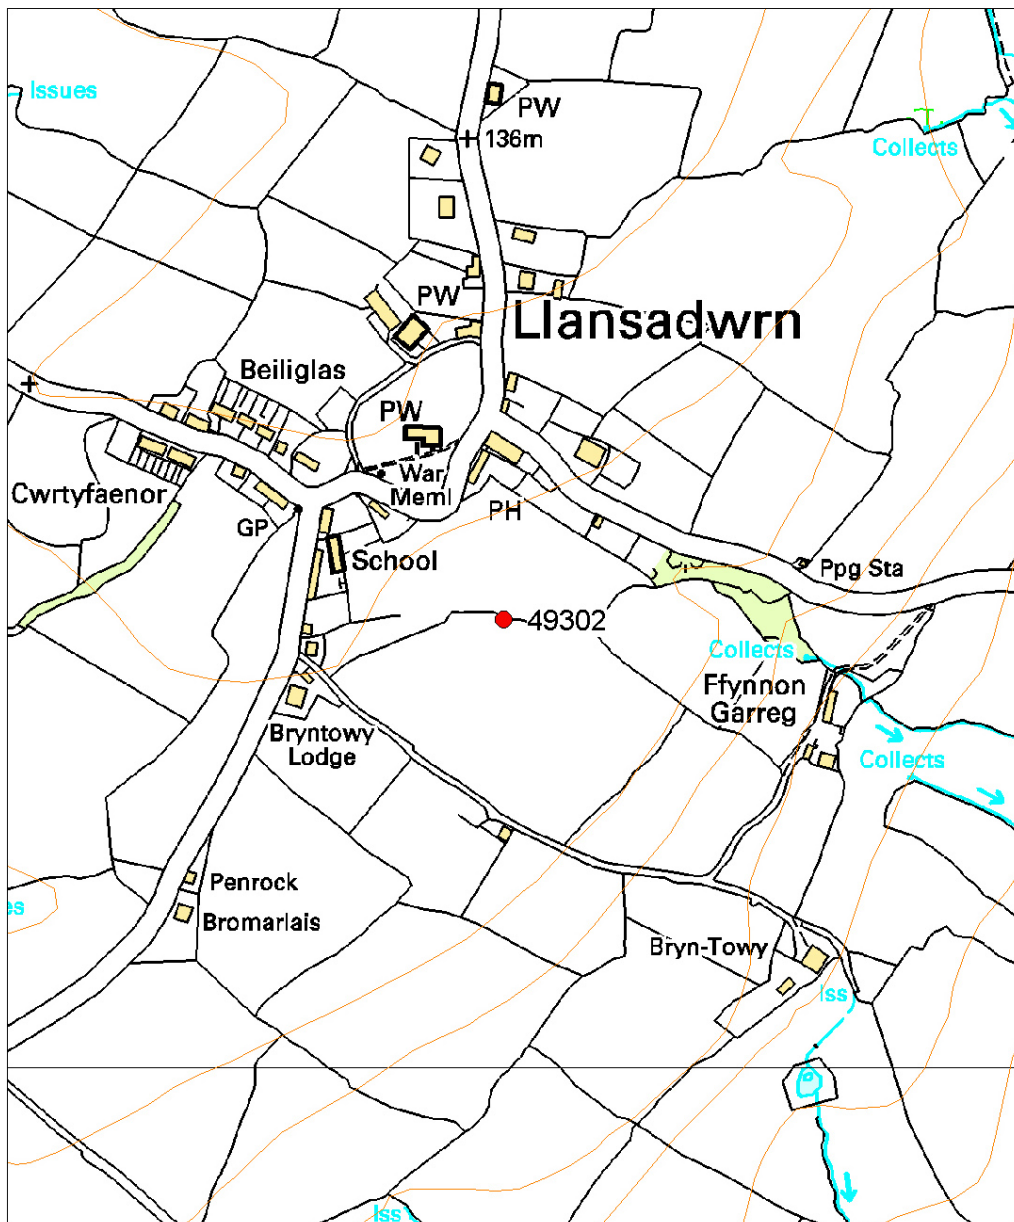 Issues
PW
136m
Collects
PW
Llansadwrn
Beiliglas
PW
War
Meml
Cwrtyfaenor
GP
PH
School
Ppg Sta
49302
Collects
Ffynnon
Garreg
Bryntowy
Lodge
Collects
Penrock
Bromarlais
Bryn-Towy
Iss
Iss